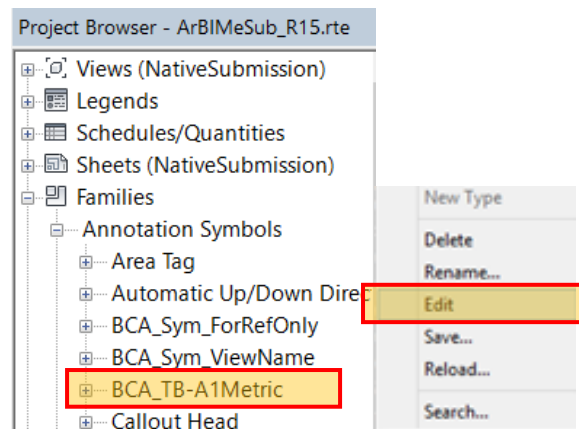 Project Browser - ArBIMeSub_R15.rte
Views (NativeSubmission)
Legends
Schedules/Quantities
Sheets (NativeSubmission)
Families
Annotation Symbols
Area Tag
Automatic Up/Down Direc
BCA_Sym_ForRefOnly
BCA_Sym_ViewName
BCA_TB-A1Metric
Callout Head
New Type
Delete
Rename...
Edit
Save...
Reload...
Search...